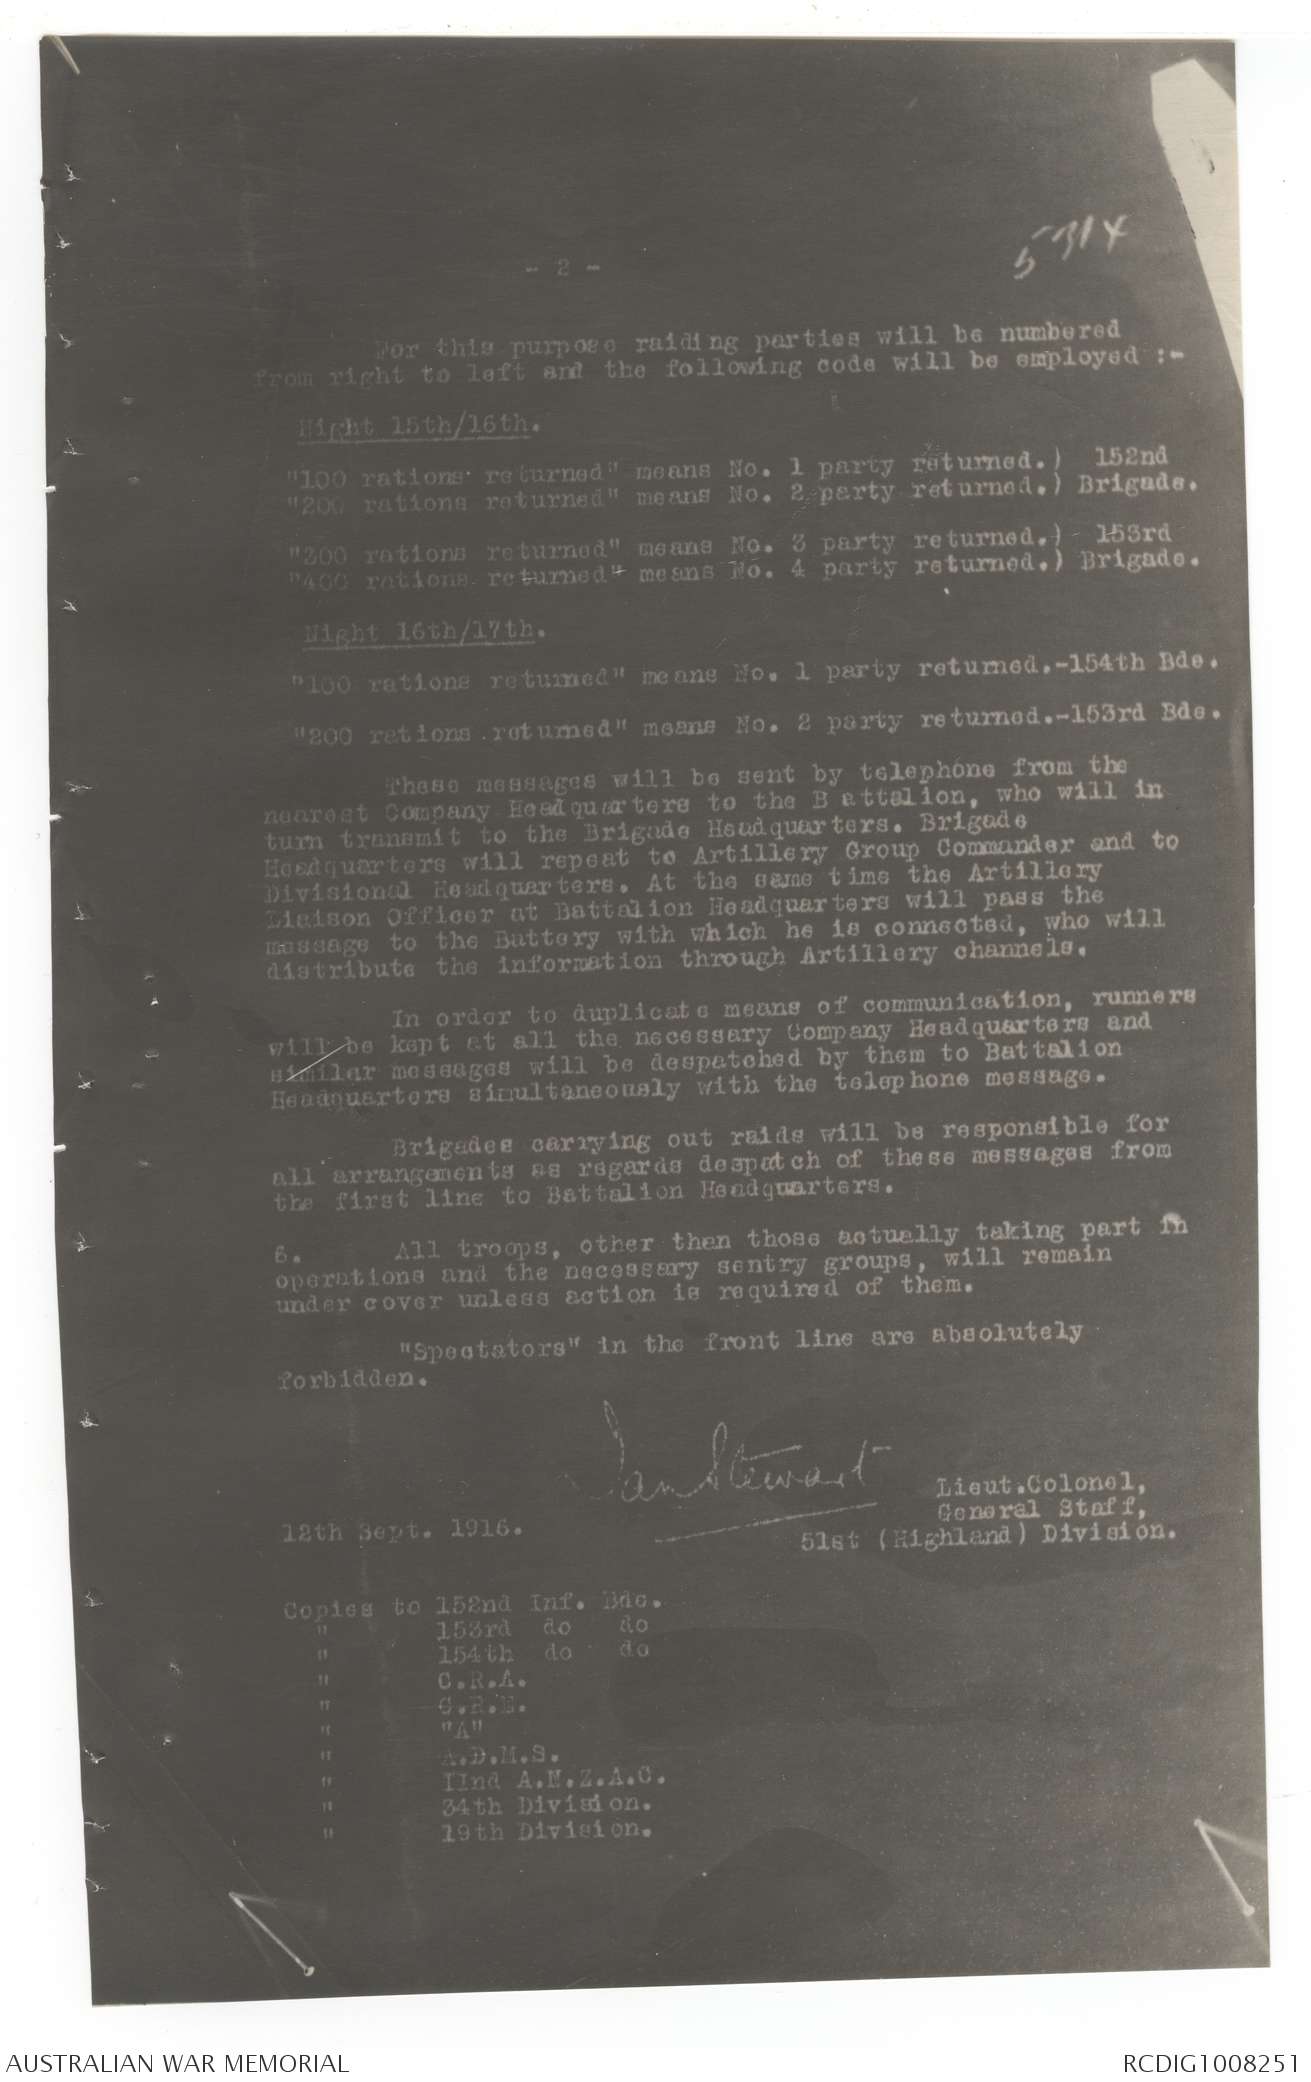 5314
- 2 -
For this purpose raiding parties will be numbered
from right to left and the following code will be employed :-
Night 15th/16th.
"100 rations returned" means No. 1 party returned.) 152nd
"200 rations returned" means No. 2 party returned.) Brigade.
"300 rations returned" means No. 3 party returned.) 153rd
"400 rations returned" means No. 4 party returned.) Brigade.
Night 16th/17th.
"100 rations returned" means No. 1 party returned.-154th Bde.
"200 rations returned" means No. 2 party returned.-153rd Bde.
These messages will be sent by telephone from the
nearest Company Headquarters to the Battalion, who will in
turn transmit to the Brigade Headquarters. Brigade
Headquarters will repeat to Artillery Group Commander and to
Divisional Headquarters. At the same time the Artillery
Liaison Officer at Battalion Headquarters will pass the
message to the Battery with which he is connected, who will
distribute the information through Artillery channels.
In order to duplicate means of communication, runners
will be kept at all the necessary Company Headquarters and
similar messages will be despatched by them to Battalion
Headquarters simultaneously with the telephone message.
Brigades carrying out raids will be responsible for
all arrangements as regards despatch of these messages from
the first line to Battalion Headquarters.
6. All troops, other than those actually taking part in
operations and the necessary sentry groups, will remain
under cover unless action is required of them.
"Spectators" in the front line are absolutely
forbidden.
Ian Stewart
Lieut.Colonel,
General Staff,
12th Sept. 1916.
51st (Highland) Division.
Copies to 152nd Inf. Bde.
" 153rd do do
" 154th do do
" C.R.A.
" C.R.E.
" "A"
" A.D.M.S.
" IInd A.N.Z.A.C.
" 34th Division.
" 19th Division.
AUSTRALIAN WAR MEMORIAL
RCDIG1008251